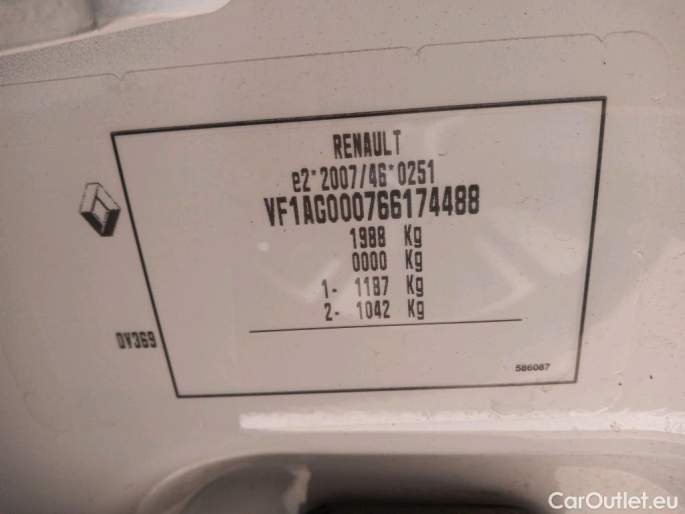 RENAULT
e2*2007/46*0251
VF1AG000766174488
1988 Kg
0000 Kg
1- 1187 Kg
2- 1042 Kg
DV369
586087
CarOutlet.eu